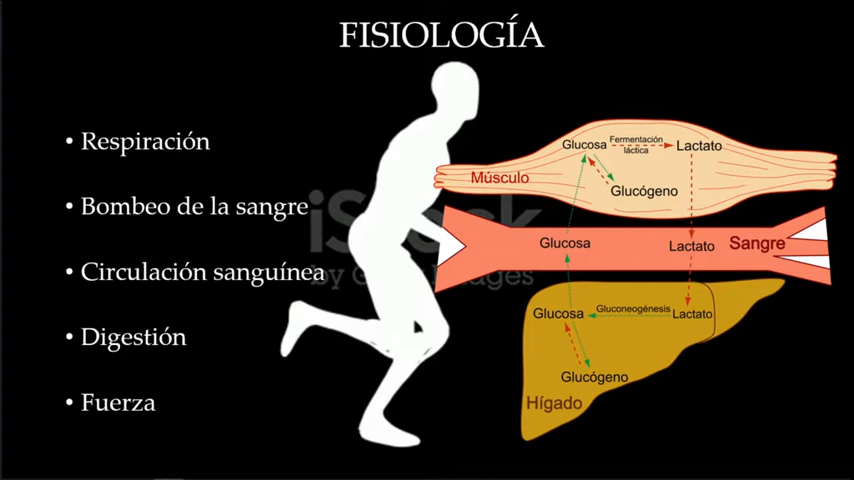 FISIOLOGÍA
• Respiración
• Bombeo de la sangre
• Circulación sanguínea
• Digestión
• Fuerza
Glucosa
Fermentación
láctica
Lactato
Músculo
Glucógeno
Glucosa
Lactato
Sangre
Glucosa
Gluconeogénesis
Lactato
Glucógeno
Hígado
iStock